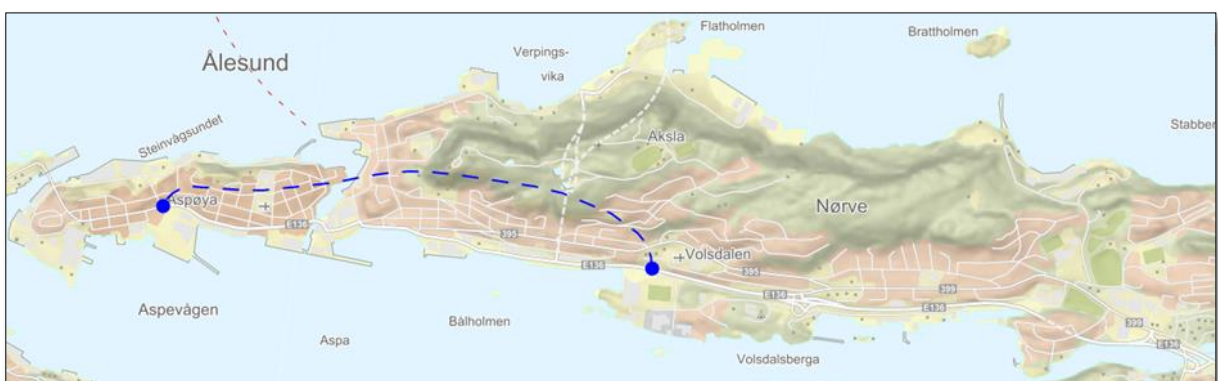 Flatholmen
Brattholmen
Ålesund
Verpings-
vika
Steinvågsundet
Aksla
Stabber
Aspøya
Nørve
E136
395
Volsdalen
E136
395
399
E136
E136
Aspevågen
Bålholmen
399
Aspa
E136
Volsdalsberga